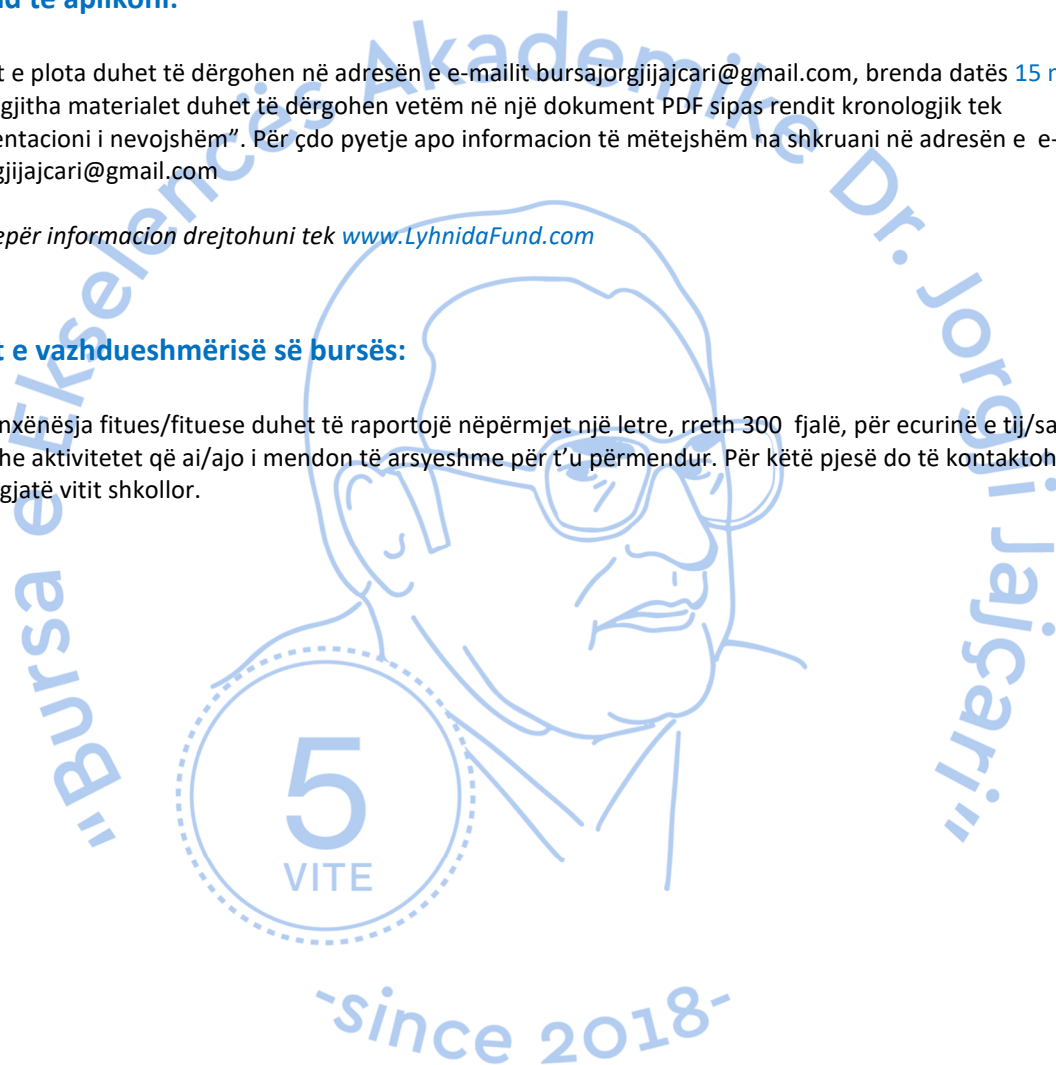 të aplikoni:
e plota duhet të dërgohen në adresën e e-mailit bursajorgjijajcari@gmail.com, brenda datës 15
gjitha materialet duhet të dërgohen vetëm në një dokument PDF sipas rendit kronologjik tek
entacioni i nevojshëm”. Për çdo pyetje apo informacion të mëtejshëm na shkruani në adresën e e-
gjijajcari@gmail.com
epër informacion drejtohuni tek www.LyhnidaFund.com
t e vazhdueshmërisë së bursës:
nxënësja fitues/fituese duhet të raportojë nëpërmjet një letre, rreth 300 fjalë, për ecurinë e tij/sa
he aktivitetet që ai/ajo i mendon të arsyeshme për t’u përmendur. Për këtë pjesë do të kontaktoh
gjatë vitit shkollor.
"Bursa e Ekselencës Akademike Dr. Jorgji Jajçari"
5
VITE
-since 2018-